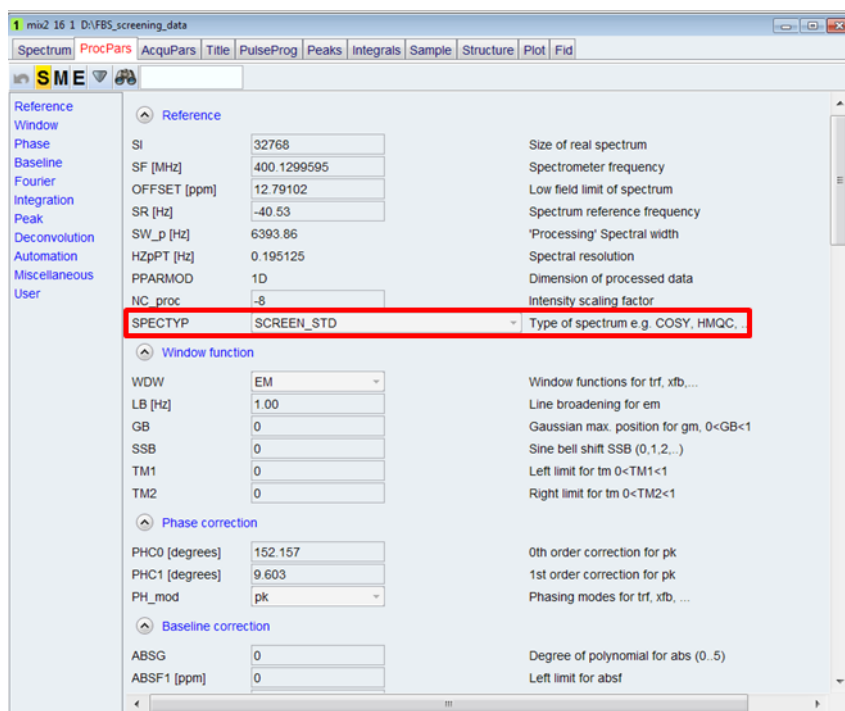 1 mix2 16 1 D:\FBS_screening_data
Spectrum ProcPars AcquPars Title PulseProg Peaks Integrals Sample Structure Plot Fid
S M E
Reference
Window
Phase
Baseline
Fourier
Integration
Peak
Deconvolution
Automation
Miscellaneous
User
Reference
SI 32768 Size of real spectrum
SF [MHz] 400.1299595 Spectrometer frequency
OFFSET [ppm] 12.79102 Low field limit of spectrum
SR [Hz] -40.53 Spectrum reference frequency
SW_p [Hz] 6393.86 'Processing' Spectral width
HZpPT [Hz] 0.195125 Spectral resolution
PPARMOD 1D Dimension of processed data
NC_proc -8 Intensity scaling factor
SPECTYP SCREEN_STD Type of spectrum e.g. COSY, HMQC, ..
Window function
WDW EM Window functions for trf, xfb,...
LB [Hz] 1.00 Line broadening for em
GB 0 Gaussian max. position for gm, 0<GB<1
SSB 0 Sine bell shift SSB (0,1,2,..)
TM1 0 Left limit for tm 0<TM1<1
TM2 0 Right limit for tm 0<TM2<1
Phase correction
PHC0 [degrees] 152.157 0th order correction for pk
PHC1 [degrees] 9.603 1st order correction for pk
PH_mod pk Phasing modes for trf, xfb, ...
Baseline correction
ABSG 0 Degree of polynomial for abs (0..5)
ABSF1 [ppm] 0 Left limit for absf